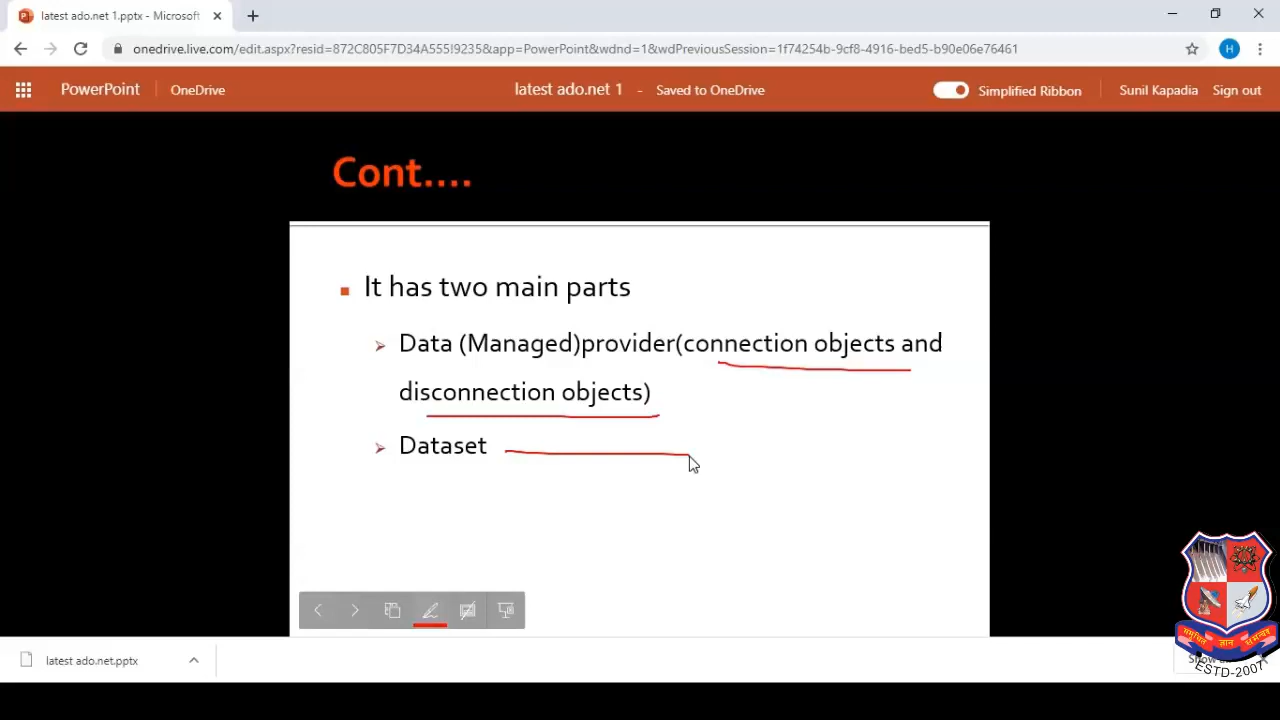 latest ado.net 1.pptx - Microsoft
onedrive.live.com/edit.aspx?resid=872C805F7D34A555!9235&app=PowerPoint&wdnd=1&wdPreviousSession=1f74254b-9cf8-4916-bed5-b90e06e76461
H
PowerPoint OneDrive latest ado.net 1 - Saved to OneDrive Simplified Ribbon Sunil Kapadia Sign out
Cont....
It has two main parts
Data (Managed)provider(connection objects and
disconnection objects)
Dataset
latest ado.net.pptx
ESTD-2007